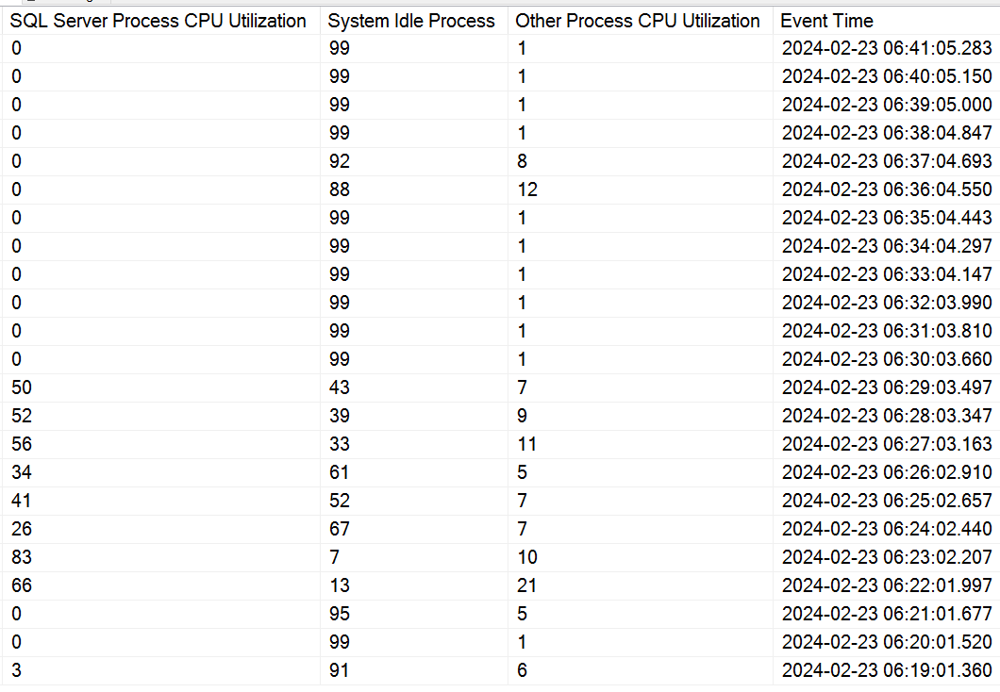 SQL Server Process CPU Utilization System Idle Process Other Process CPU Utilization Event Time
0 99 1 2024-02-23 06:41:05.283
0 99 1 2024-02-23 06:40:05.150
0 99 1 2024-02-23 06:39:05.000
0 99 1 2024-02-23 06:38:04.847
0 92 8 2024-02-23 06:37:04.693
0 88 12 2024-02-23 06:36:04.550
0 99 1 2024-02-23 06:35:04.443
0 99 1 2024-02-23 06:34:04.297
0 99 1 2024-02-23 06:33:04.147
0 99 1 2024-02-23 06:32:03.990
0 99 1 2024-02-23 06:31:03.810
0 99 1 2024-02-23 06:30:03.660
50 43 7 2024-02-23 06:29:03.497
52 39 9 2024-02-23 06:28:03.347
56 33 11 2024-02-23 06:27:03.163
34 61 5 2024-02-23 06:26:02.910
41 52 7 2024-02-23 06:25:02.657
26 67 7 2024-02-23 06:24:02.440
83 7 10 2024-02-23 06:23:02.207
66 13 21 2024-02-23 06:22:01.997
0 95 5 2024-02-23 06:21:01.677
0 99 1 2024-02-23 06:20:01.520
3 91 6 2024-02-23 06:19:01.360